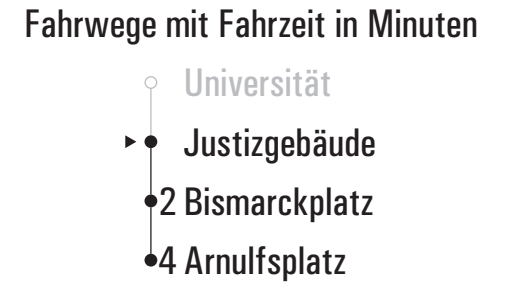 Fahrwege mit Fahrzeit in Minuten
Universität
Justizgebäude
2 Bismarckplatz
4 Arnulfsplatz